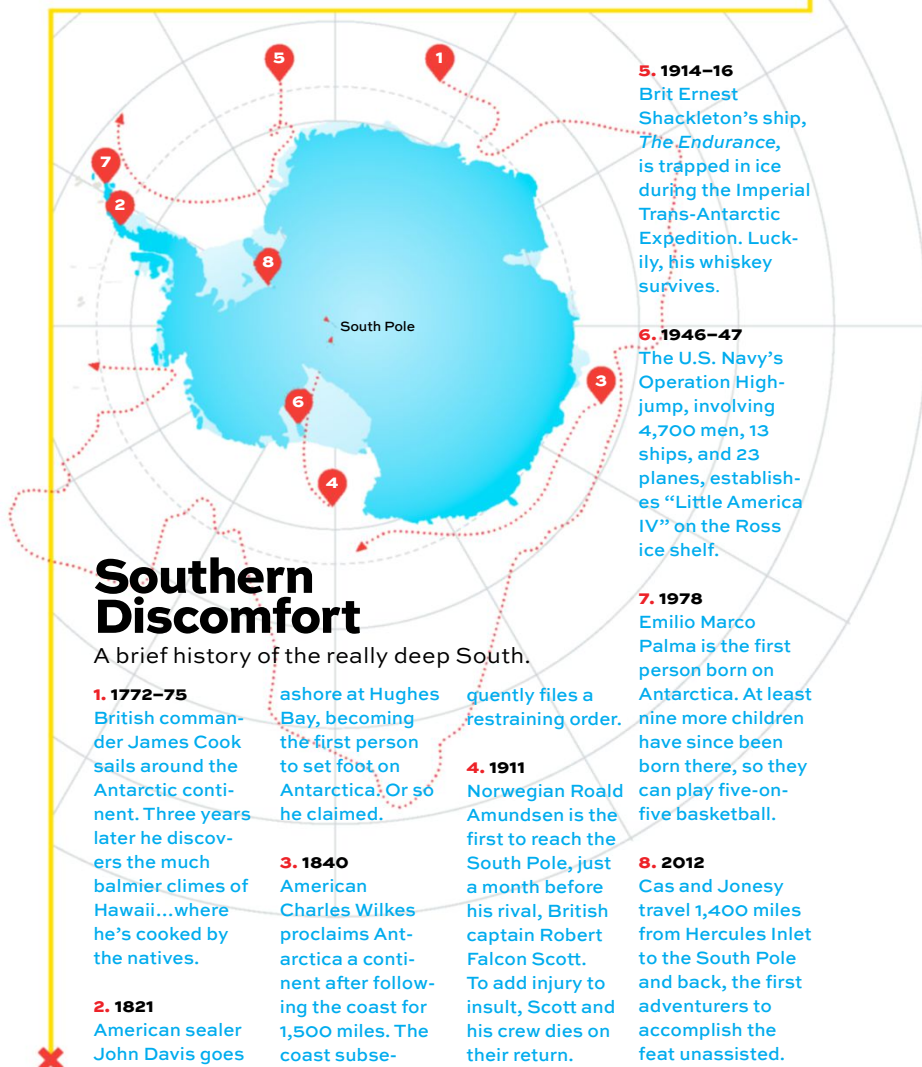 5
1
7
2
8
South Pole
3
6
4
Southern
Discomfort
A brief history of the really deep South.
1. 1772–75
British comman-
der James Cook
sails around the
Antarctic conti-
nent. Three years
later he discov-
ers the much
balmier climes of
Hawaii...where
he's cooked by
the natives.
2. 1821
American sealer
John Davis goes
ashore at Hughes
Bay, becoming
the first person
to set foot on
Antarctica. Or so
he claimed.
3. 1840
American
Charles Wilkes
proclaims Ant-
arctica a conti-
nent after follow-
ing the coast for
1,500 miles. The
coast subse-
quently files a
restraining order.
4. 1911
Norwegian Roald
Amundsen is the
first to reach the
South Pole, just
a month before
his rival, British
captain Robert
Falcon Scott.
To add injury to
insult, Scott and
his crew dies on
their return.
5. 1914–16
Brit Ernest
Shackleton's ship,
The Endurance,
is trapped in ice
during the Imperial
Trans-Antarctic
Expedition. Luck-
ily, his whiskey
survives.
6. 1946–47
The U.S. Navy's
Operation High-
jump, involving
4,700 men, 13
ships, and 23
planes, establish-
es “Little America
IV” on the Ross
ice shelf.
7. 1978
Emilio Marco
Palma is the first
person born on
Antarctica. At least
nine more children
have since been
born there, so they
can play five-on-
five basketball.
8. 2012
Cas and Jonesy
travel 1,400 miles
from Hercules Inlet
to the South Pole
and back, the first
adventurers to
accomplish the
feat unassisted.